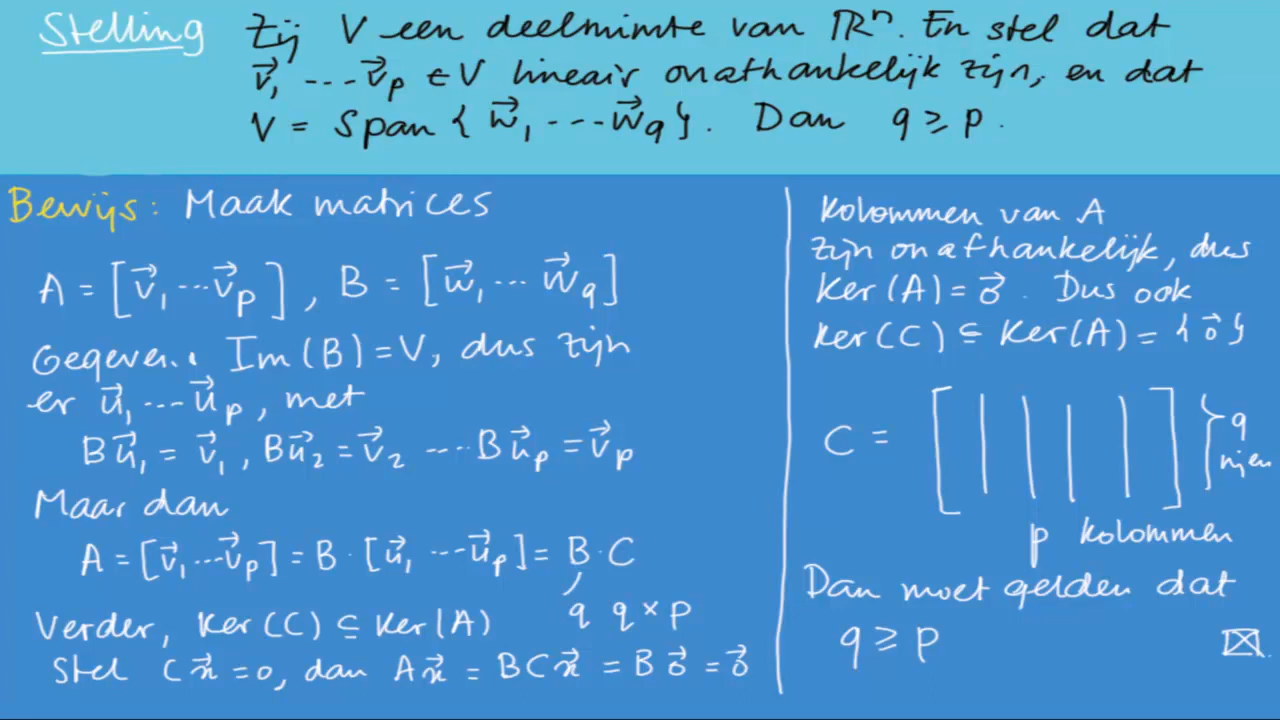 Stelling Zij V een deelruimte van ℝⁿ. En stel dat
v⃗₁ ... v⃗ₚ ∈ V lineair onafhankelijk zijn, en dat
V = Span { w⃗₁ ... w⃗q }. Dan q ≥ p.
Bewijs: Maak matrices
A = [v⃗₁ ... v⃗ₚ], B = [w⃗₁ ... w⃗q]
Gegeven: Im(B) = V, dus zijn
er u⃗₁ ... u⃗ₚ, met
Bu⃗₁ = v⃗₁, Bu⃗₂ = v⃗₂ ... Bu⃗ₚ = v⃗ₚ
Maar dan
A = [v⃗₁ ... v⃗ₚ] = B · [u⃗₁ ... u⃗ₚ] = B · C
q q × p
Verder, Ker(C) ⊆ Ker(A)
Stel Cx⃗ = 0, dan Ax⃗ = BCx⃗ = B0⃗ = 0⃗
Kolommen van A
zijn onafhankelijk, dus
Ker(A) = 0⃗. Dus ook
Ker(C) ⊆ Ker(A) = {0⃗}
C = [ | | | | ] } q
rijen
p kolommen
Dan moet gelden dat
q ≥ p ☒